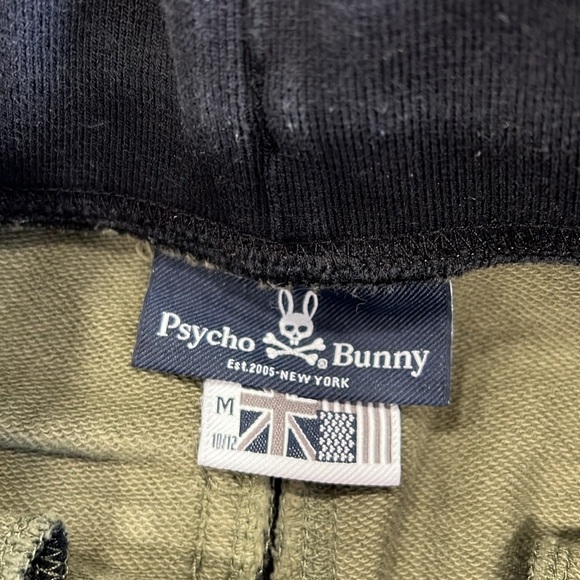 Psycho Bunny
Est.2005-NEW YORK
M
10/12